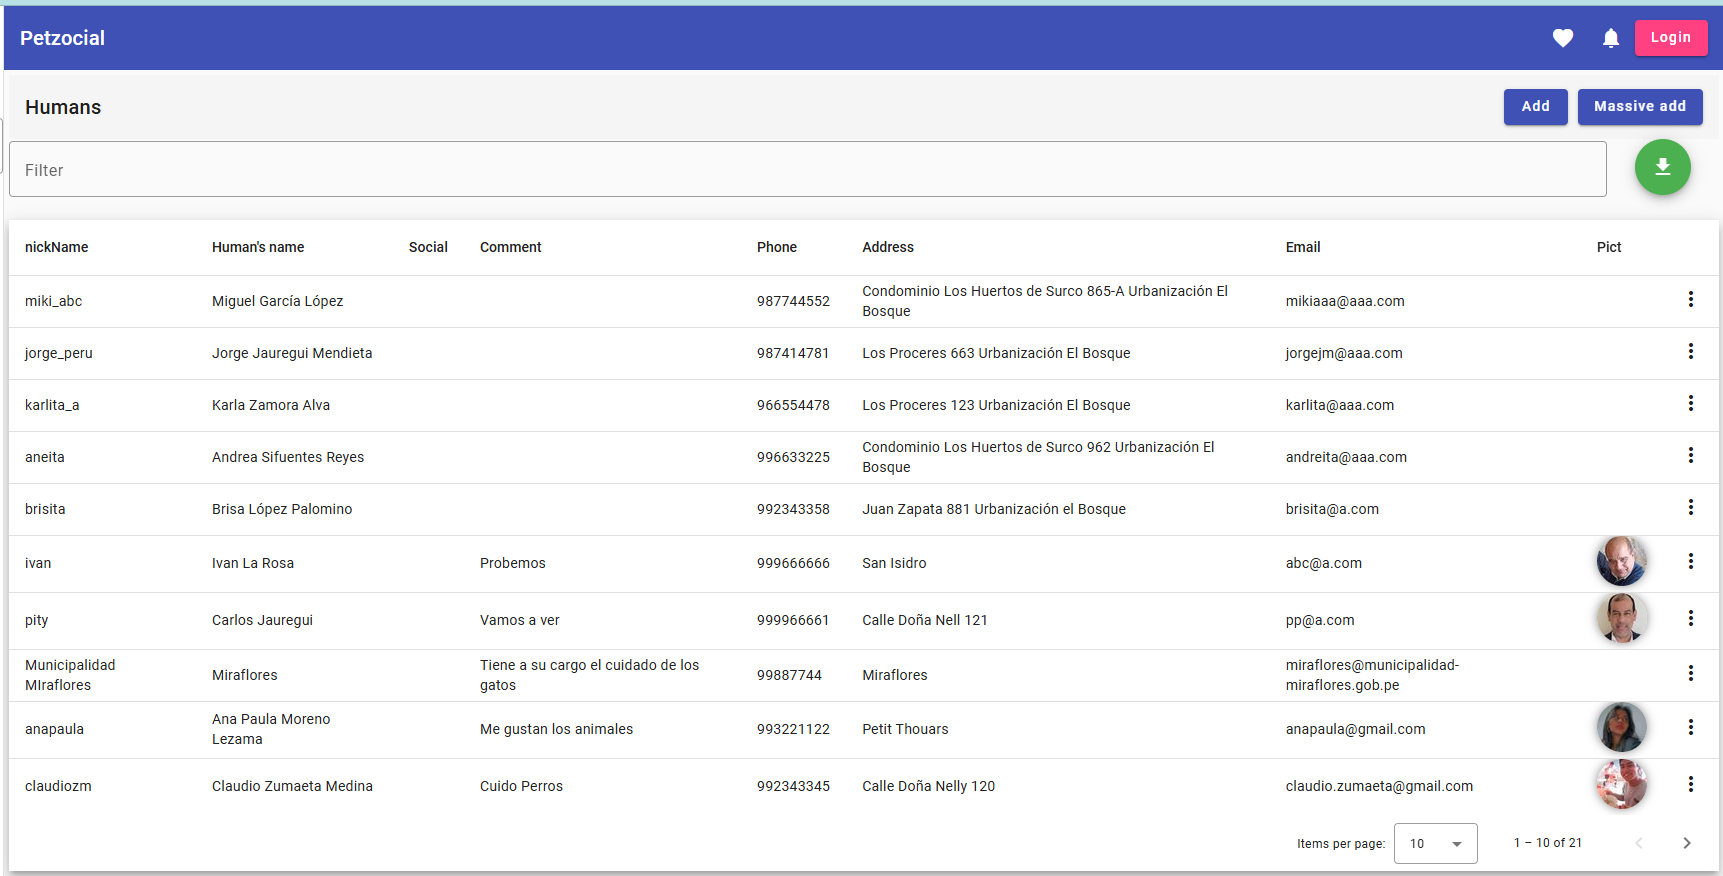 Petzocial
Login
Humans
Add
Massive add
Filter
nickName Human's name Social Comment Phone Address Email Pict
miki_abc Miguel García López 987744552 Condominio Los Huertos de Surco 865-A Urbanización El
Bosque mikiaaa@aaa.com
jorge_peru Jorge Jauregui Mendieta 987414781 Los Proceres 663 Urbanización El Bosque jorgejm@aaa.com
karlita_a Karla Zamora Alva 966554478 Los Proceres 123 Urbanización El Bosque karlita@aaa.com
aneita Andrea Sifuentes Reyes 996633225 Condominio Los Huertos de Surco 962 Urbanización El
Bosque andreita@aaa.com
brisita Brisa López Palomino 992343358 Juan Zapata 881 Urbanización el Bosque brisita@a.com
ivan Ivan La Rosa Probemos 999666666 San Isidro abc@a.com
pity Carlos Jauregui Vamos a ver 999966661 Calle Doña Nell 121 pp@a.com
Municipalidad
MIraflores Miraflores Tiene a su cargo el cuidado de los
gatos 99887744 Miraflores miraflores@municipalidad-
miraflores.gob.pe
anapaula Ana Paula Moreno
Lezama Me gustan los animales 993221122 Petit Thouars anapaula@gmail.com
claudiozm Claudio Zumaeta Medina Cuido Perros 992343345 Calle Doña Nelly 120 claudio.zumaeta@gmail.com
Items per page: 10 1 – 10 of 21